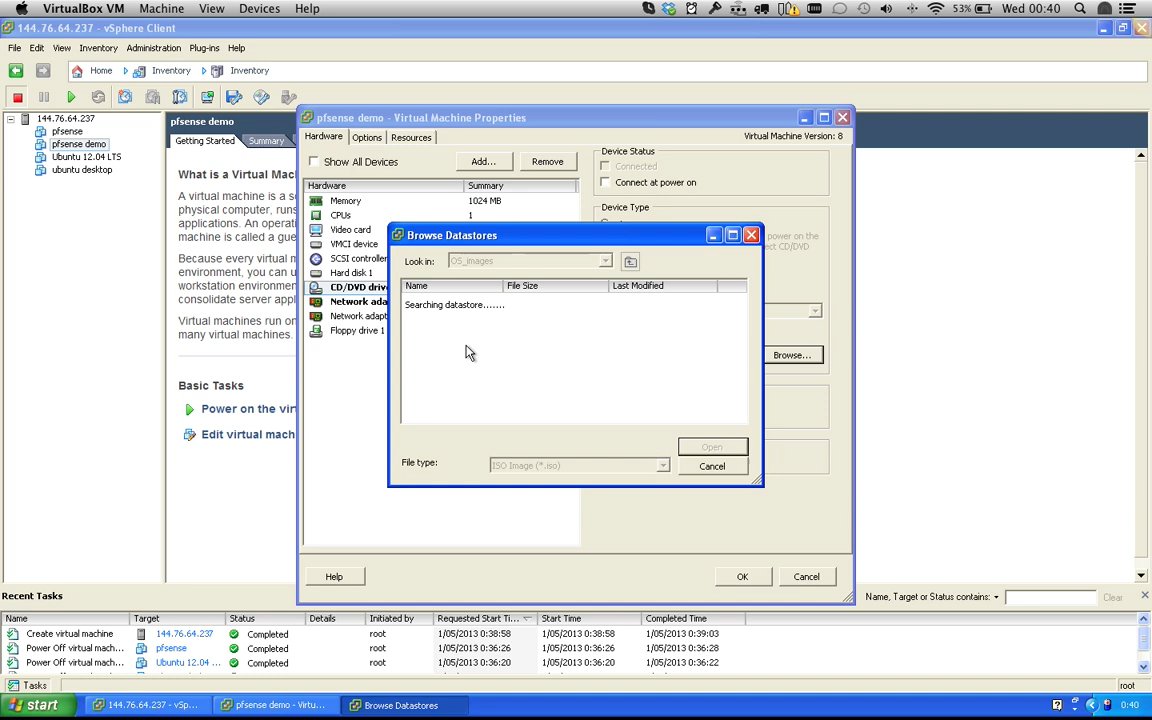 VirtualBox VM Machine View Devices Help 53% Wed 00:40
144.76.64.237 - vSphere Client
File Edit View Inventory Administration Plug-ins Help
Home Inventory Inventory
144.76.64.237
pfsense
pfsense demo
Ubuntu 12.04 LTS
ubuntu desktop
pfsense demo
Getting Started Summary
What is a Virtual Mac
A virtual machine is a s
physical computer, runs
applications. An operati
machine is called a gue
Because every virtual m
environment, you can u
workstation environmen
consolidate server appl
Virtual machines run on
many virtual machines.
Basic Tasks
Power on the virt
Edit virtual mach
pfsense demo - Virtual Machine Properties
Hardware Options Resources
Virtual Machine Version: 8
Show All Devices Add... Remove
Hardware Summary
Memory 1024 MB
CPUs 1
Video card
VMCI device
SCSI controller
Hard disk 1
CD/DVD drive
Network ada
Network adapt
Floppy drive 1
Device Status
Connected
Connect at power on
Device Type
power on the
ect CD/DVD
Browse...
Help OK Cancel
Browse Datastores
Look in: OS_images
Name File Size Last Modified
Searching datastore.......
Open
File type: ISO Image (*.iso) Cancel
Recent Tasks
Name, Target or Status contains: Clear
Name Target Status Details Initiated by Requested Start Ti... Start Time Completed Time
Create virtual machine 144.76.64.237 Completed root 1/05/2013 0:38:58 1/05/2013 0:38:58 1/05/2013 0:39:03
Power Off virtual mach... pfsense Completed root 1/05/2013 0:36:26 1/05/2013 0:36:26 1/05/2013 0:36:28
Power Off virtual mach... Ubuntu 12.04 ... Completed root 1/05/2013 0:36:20 1/05/2013 0:36:20 1/05/2013 0:36:22
Tasks root
start 144.76.64.237 - vSp... pfsense demo - Virtu... Browse Datastores 0:40